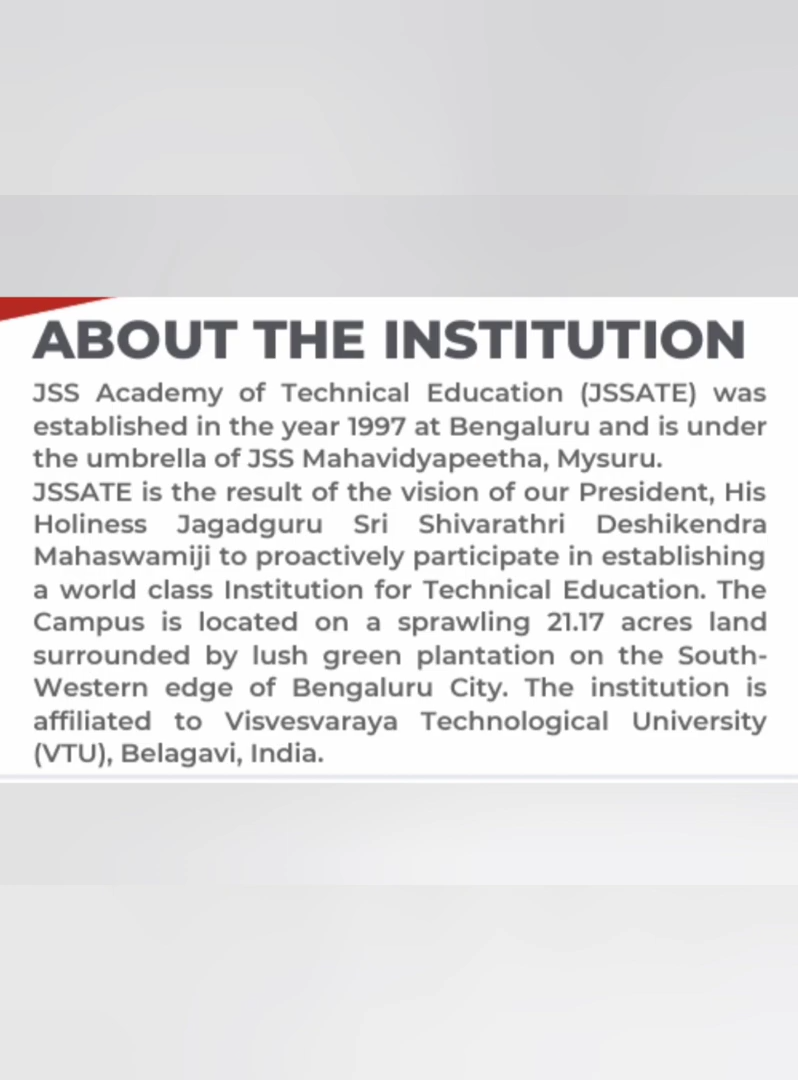 ABOUT THE INSTITUTION
JSS Academy of Technical Education (JSSATE) was
established in the year 1997 at Bengaluru and is under
the umbrella of JSS Mahavidyapeetha, Mysuru.
JSSATE is the result of the vision of our President, His
Holiness Jagadguru Sri Shivarathri Deshikendra
Mahaswamiji to proactively participate in establishing
a world class Institution for Technical Education. The
Campus is located on a sprawling 21.17 acres land
surrounded by lush green plantation on the South-
Western edge of Bengaluru City. The institution is
affiliated to Visvesvaraya Technological University
(VTU), Belagavi, India.